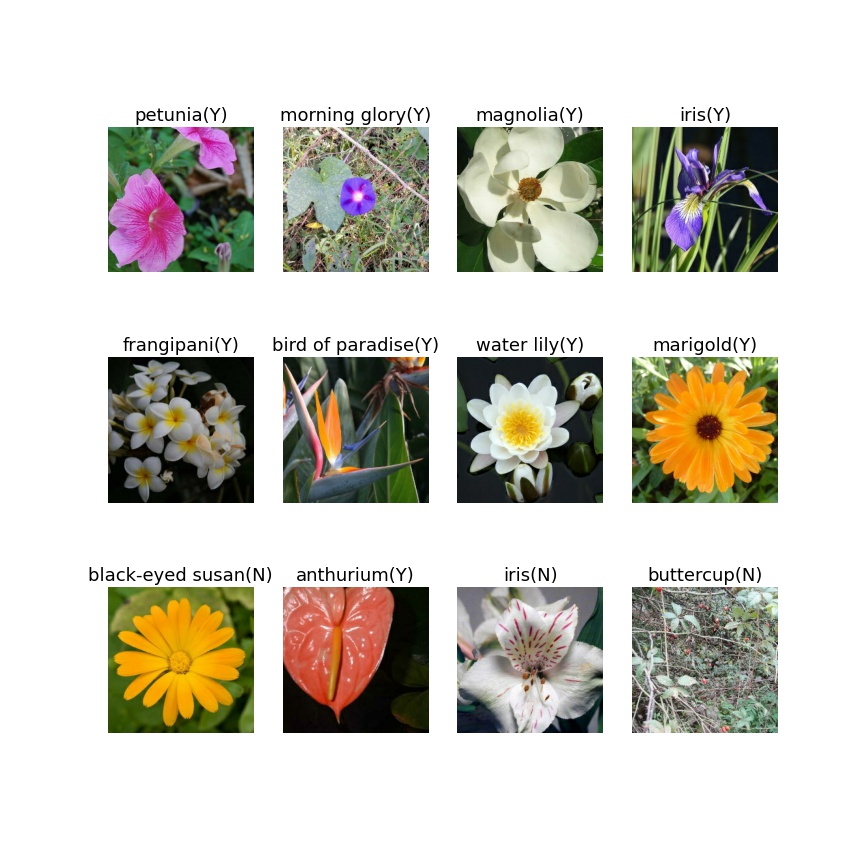 petunia(Y)
morning glory(Y)
magnolia(Y)
iris(Y)
frangipani(Y)
bird of paradise(Y)
water lily(Y)
marigold(Y)
black-eyed susan(N)
anthurium(Y)
iris(N)
buttercup(N)